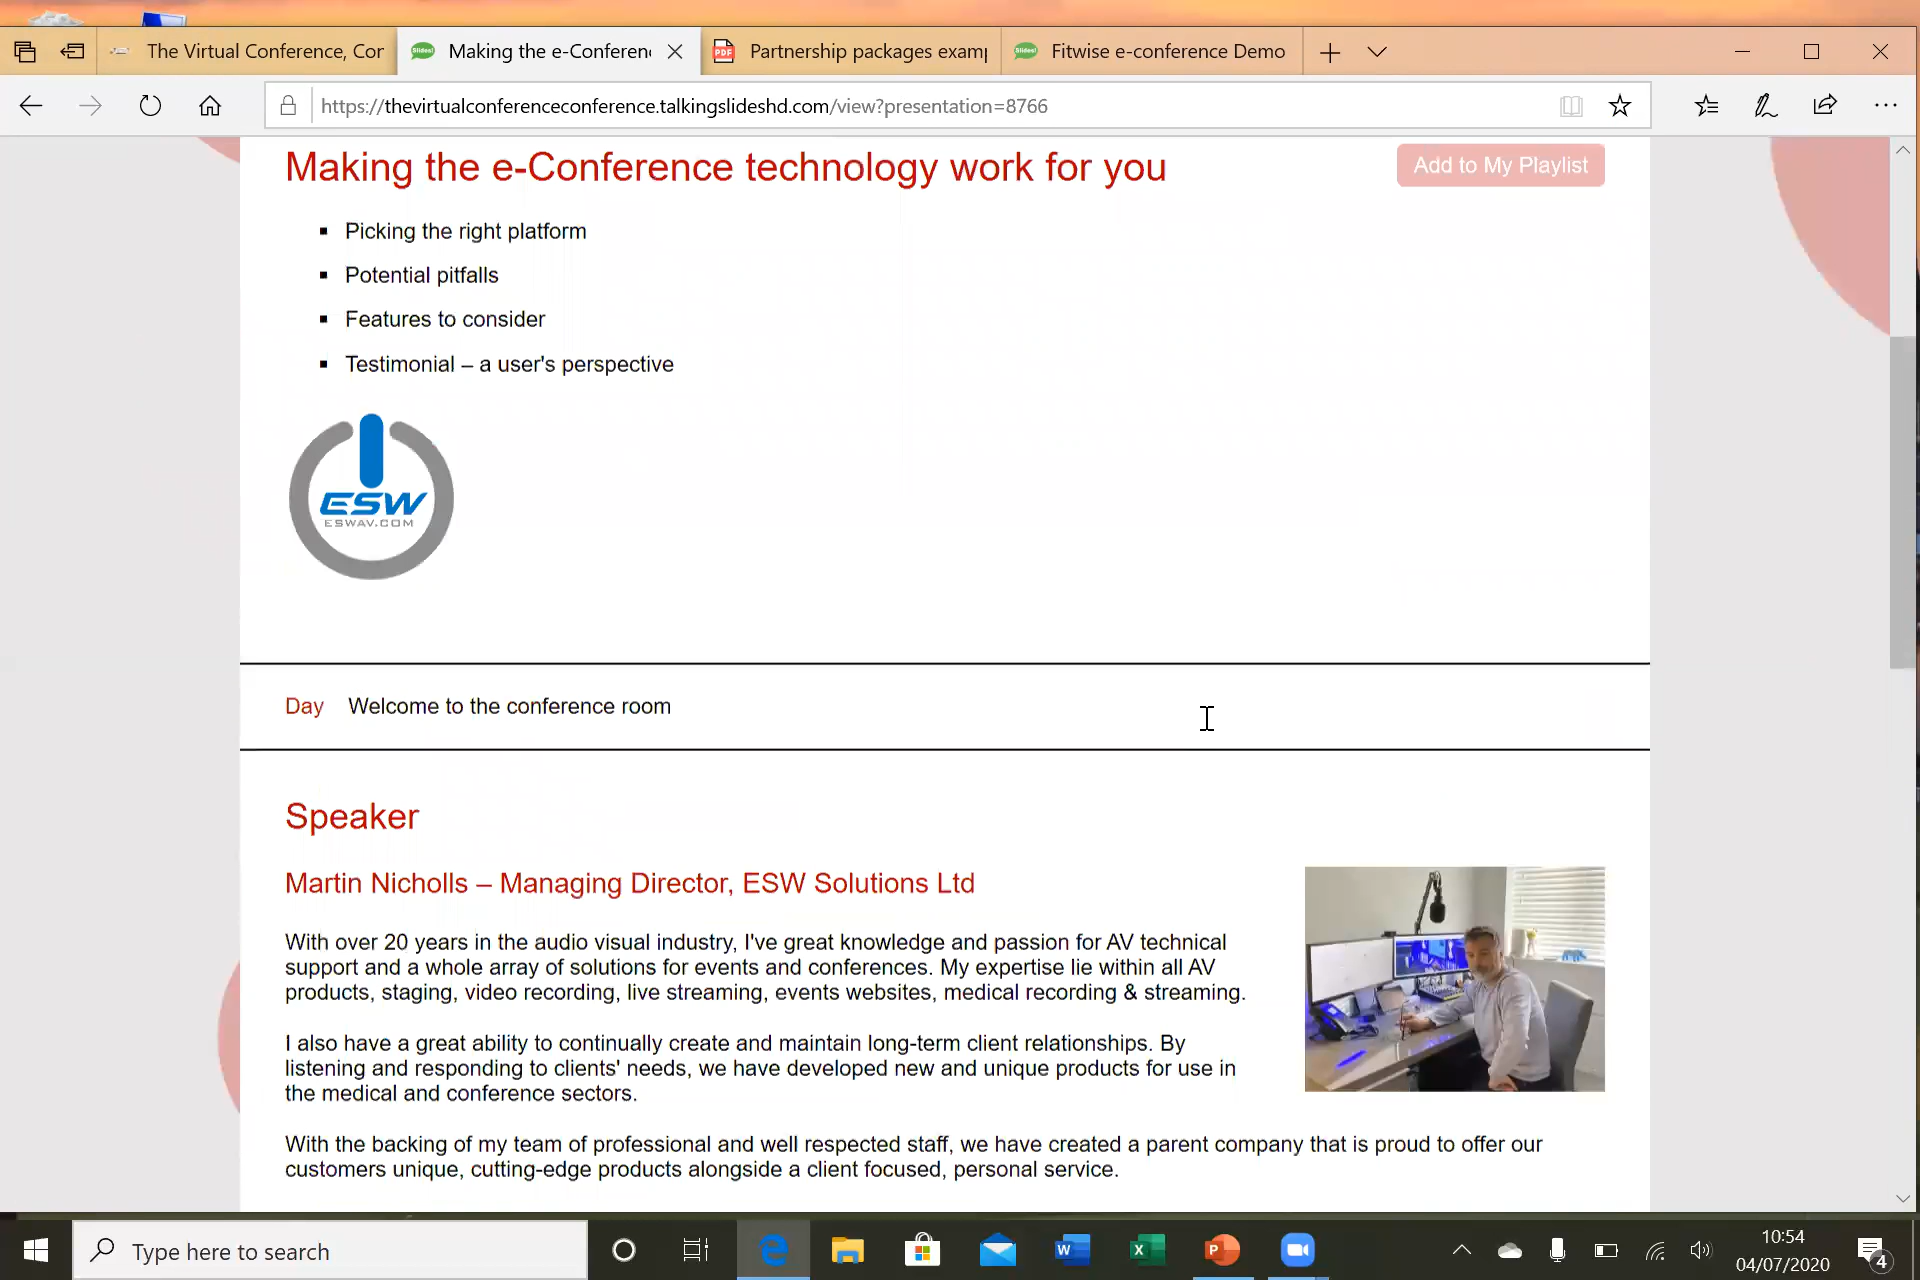 The Virtual Conference, Cor
Making the e-Conferen
Partnership packages examp
Fitwise e-conference Demo
https://thevirtualconferenceconference.talkingslideshd.com/view?presentation=8766
Making the e-Conference technology work for you
Add to My Playlist
Picking the right platform
Potential pitfalls
Features to consider
Testimonial – a user's perspective
ESW
ESWAV.COM
Day Welcome to the conference room
Speaker
Martin Nicholls – Managing Director, ESW Solutions Ltd
With over 20 years in the audio visual industry, I've great knowledge and passion for AV technical
support and a whole array of solutions for events and conferences. My expertise lie within all AV
products, staging, video recording, live streaming, events websites, medical recording & streaming.
I also have a great ability to continually create and maintain long-term client relationships. By
listening and responding to clients' needs, we have developed new and unique products for use in
the medical and conference sectors.
With the backing of my team of professional and well respected staff, we have created a parent company that is proud to offer our
customers unique, cutting-edge products alongside a client focused, personal service.
Type here to search
10:54
04/07/2020
4